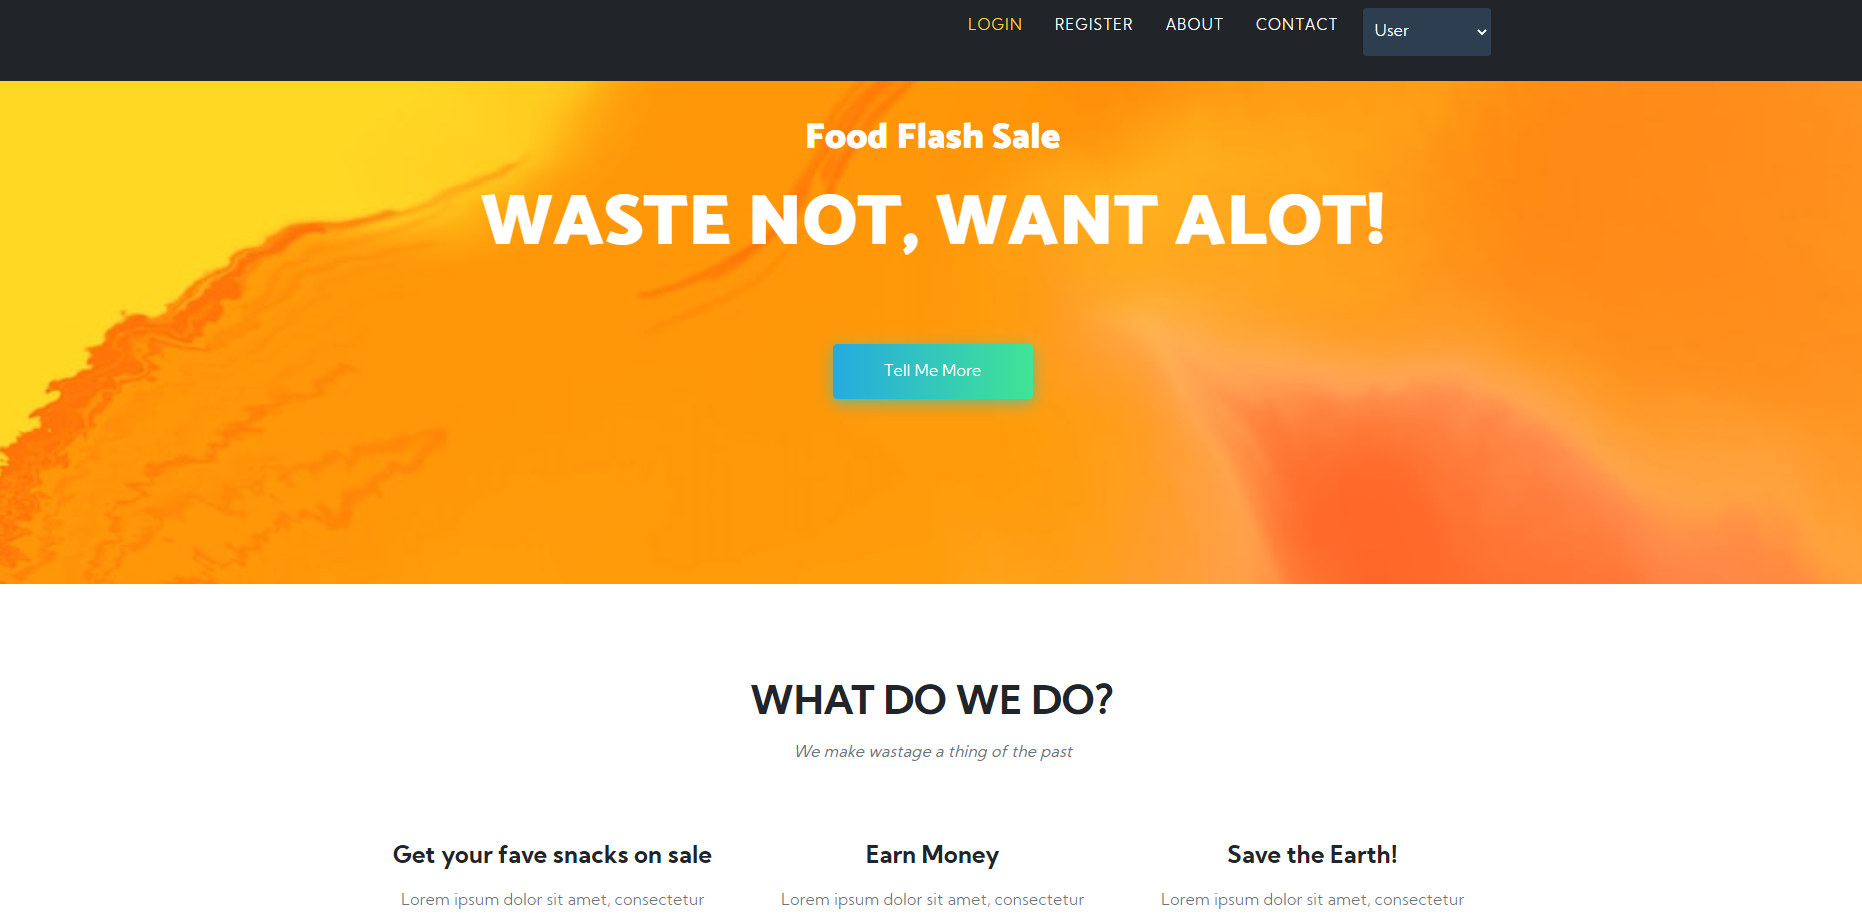 LOGIN REGISTER ABOUT CONTACT User
Food Flash Sale
WASTE NOT, WANT ALOT!
Tell Me More
WHAT DO WE DO?
We make wastage a thing of the past
Get your fave snacks on sale
Lorem ipsum dolor sit amet, consectetur
Earn Money
Lorem ipsum dolor sit amet, consectetur
Save the Earth!
Lorem ipsum dolor sit amet, consectetur